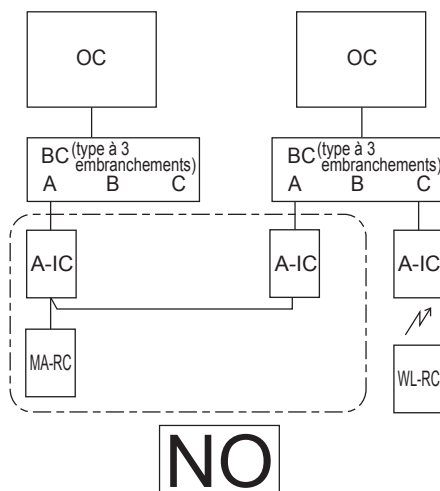 OC
OC
BC (type à 3 embranchements)
A B C
BC (type à 3 embranchements)
A B C
A-IC
A-IC
A-IC
MA-RC
WL-RC
NO